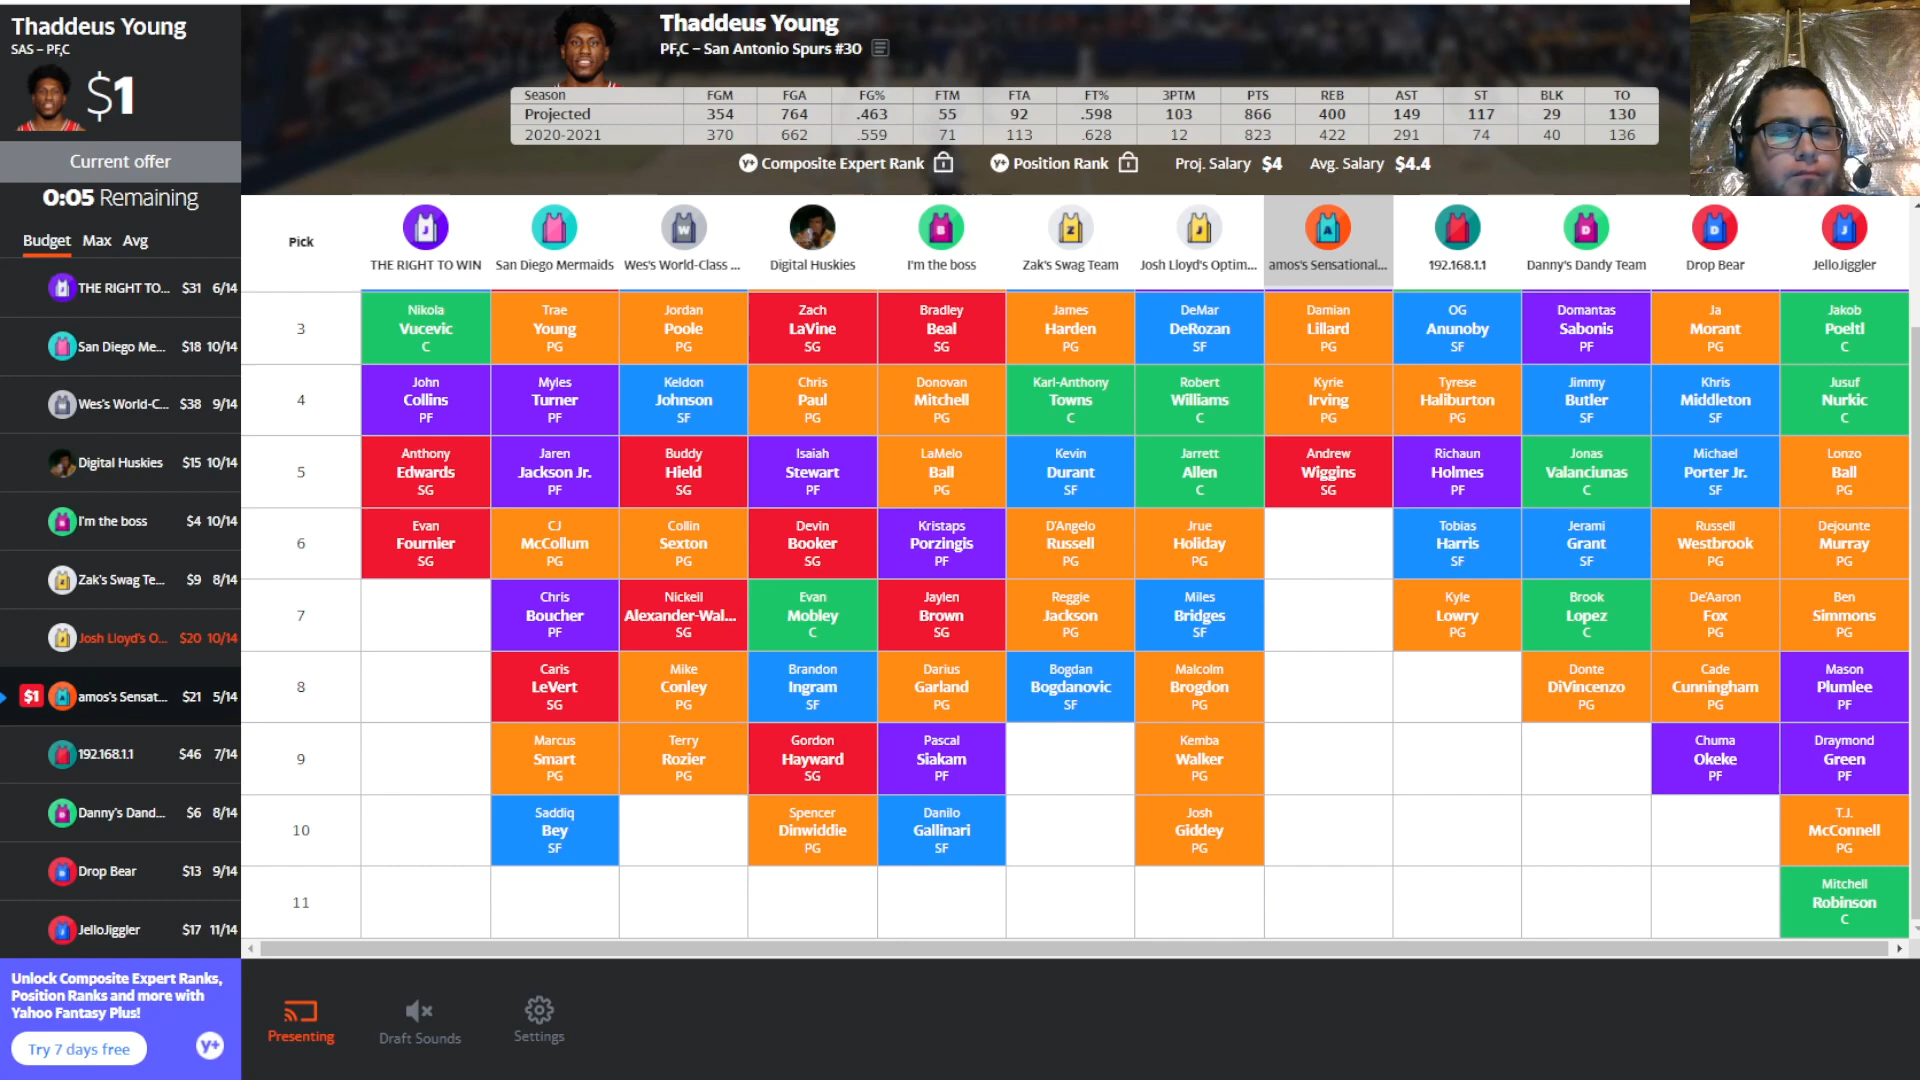 Thaddeus Young
SAS – PF,C
$1
Current offer
0:05 Remaining
Budget Max Avg
THE RIGHT TO... $31 6/14
San Diego Me... $18 10/14
Wes's World-C... $38 9/14
Digital Huskies $15 10/14
I'm the boss $4 10/14
Zak's Swag Te... $9 8/14
Josh Lloyd's O... $20 10/14
$1 amos's Sensat... $21 5/14
192.168.1.1 $46 7/14
Danny's Dand... $6 8/14
Drop Bear $13 9/14
JelloJiggler $17 11/14
Unlock Composite Expert Ranks,
Position Ranks and more with
Yahoo Fantasy Plus!
Try 7 days free
y+
Thaddeus Young
PF,C – San Antonio Spurs #30
Season FGM FGA FG% FTM FTA FT% 3PTM PTS REB AST ST BLK TO
Projected 354 764 .463 55 92 .598 103 866 400 149 117 29 130
2020-2021 370 662 .559 71 113 .628 12 823 422 291 74 40 136
y+ Composite Expert Rank y+ Position Rank Proj. Salary $4 Avg. Salary $4.4
J W B Z J A D D J
Pick THE RIGHT TO WIN San Diego Mermaids Wes's World-Class ... Digital Huskies I'm the boss Zak's Swag Team Josh Lloyd's Optim... amos's Sensational... 192.168.1.1 Danny's Dandy Team Drop Bear JelloJiggler
Nikola Trae Jordan Zach Bradley James DeMar Damian OG Domantas Ja Jakob
3 Vucevic Young Poole LaVine Beal Harden DeRozan Lillard Anunoby Sabonis Morant Poeltl
C PG PG SG SG PG SF PG SF PF PG C
John Myles Keldon Chris Donovan Karl-Anthony Robert Kyrie Tyrese Jimmy Khris Jusuf
4 Collins Turner Johnson Paul Mitchell Towns Williams Irving Haliburton Butler Middleton Nurkic
PF PF SF PG PG C C PG PG SF SF C
Anthony Jaren Buddy Isaiah LaMelo Kevin Jarrett Andrew Richaun Jonas Michael Lonzo
5 Edwards Jackson Jr. Hield Stewart Ball Durant Allen Wiggins Holmes Valanciunas Porter Jr. Ball
SG PF SG PF PG SF C SG PF C SF PG
Evan CJ Collin Devin Kristaps D'Angelo Jrue Tobias Jerami Russell Dejounte
6 Fournier McCollum Sexton Booker Porzingis Russell Holiday Harris Grant Westbrook Murray
SG PG PG SG PF PG PG SF SF PG PG
Chris Nickeil Evan Jaylen Reggie Miles Kyle Brook De'Aaron Ben
7 Boucher Alexander-Wal... Mobley Brown Jackson Bridges Lowry Lopez Fox Simmons
PF SG C SG PG SF PG C PG PG
Caris Mike Brandon Darius Bogdan Malcolm Donte Cade Mason
8 LeVert Conley Ingram Garland Bogdanovic Brogdon DiVincenzo Cunningham Plumlee
SG PG SF PG SF PG PG PG PF
Marcus Terry Gordon Pascal Kemba Chuma Draymond
9 Smart Rozier Hayward Siakam Walker Okeke Green
PG PG SG PF PG PF PF
Saddiq Spencer Danilo Josh T.J.
10 Bey Dinwiddie Gallinari Giddey McConnell
SF PG SF PG PG
Mitchell
11 Robinson
C
Presenting Draft Sounds Settings